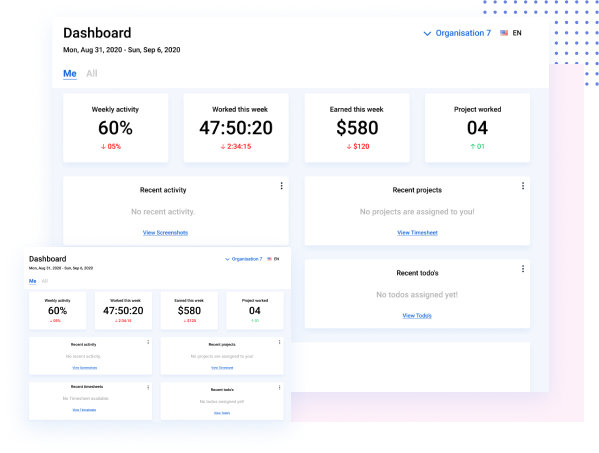 Dashboard
Organisation 7 EN
Mon, Aug 31, 2020 - Sun, Sep 6, 2020
Me All
Weekly activity
60%
↓ 05%
Worked this week
47:50:20
↓ 2:34:15
Earned this week
$580
↓ $120
Project worked
04
↑ 01
Recent activity
No recent activity.
View Screenshots
Recent projects
No projects are assigned to you!
View Timesheet
Recent todo's
No todos assigned yet!
View Todo's
Dashboard
Organisation 7 EN
Mon, Aug 31, 2020 - Sun, Sep 6, 2020
Me All
Weekly activity
60%
↓ 05%
Worked this week
47:50:20
↓ 2:34:15
Earned this week
$580
↓ $120
Project worked
04
↑ 01
Recent activity
No recent activity.
View Screenshots
Recent projects
No projects are assigned to you!
View Timesheet
Recent timesheets
No Timesheet available.
View Timesheets
Recent todo's
No todos assigned yet!
View Todo's